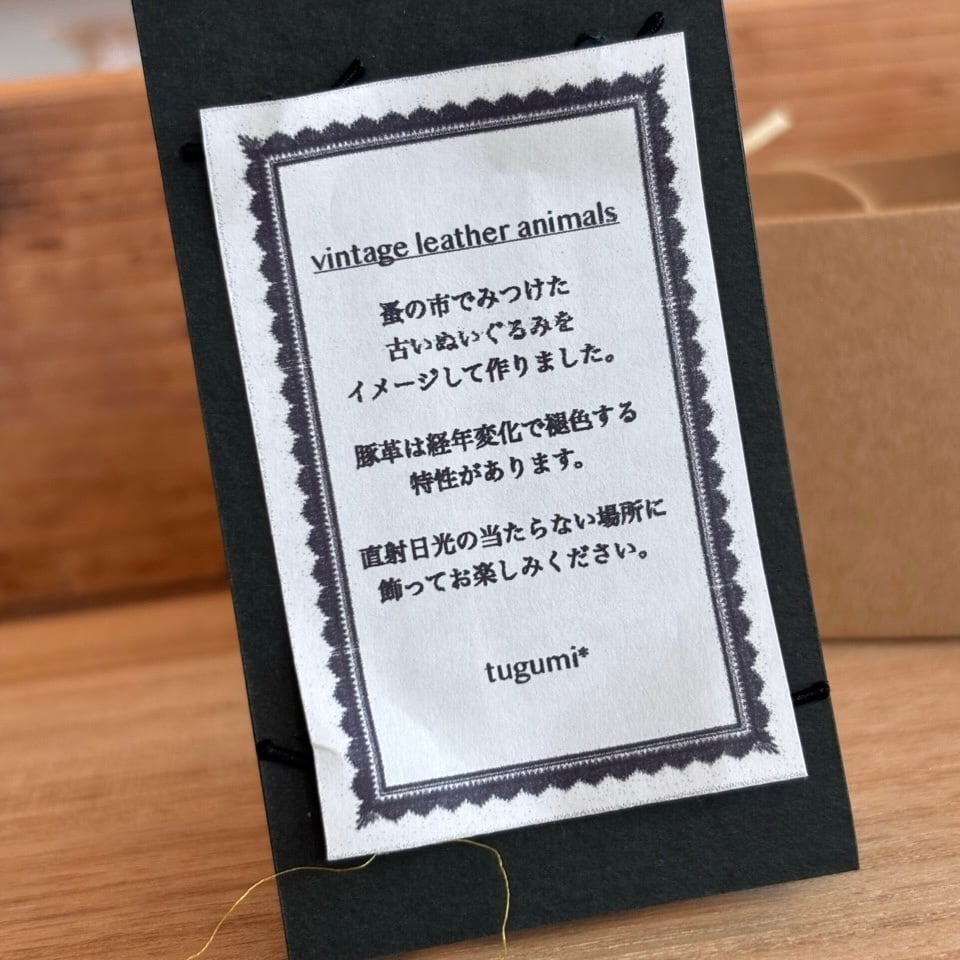 vintage leather animals
蚤の市でみつけた
古いぬいぐるみを
イメージして作りました。
豚革は経年変化で褪色する
特性があります。
直射日光の当たらない場所に
飾ってお楽しみください。
tugumi*